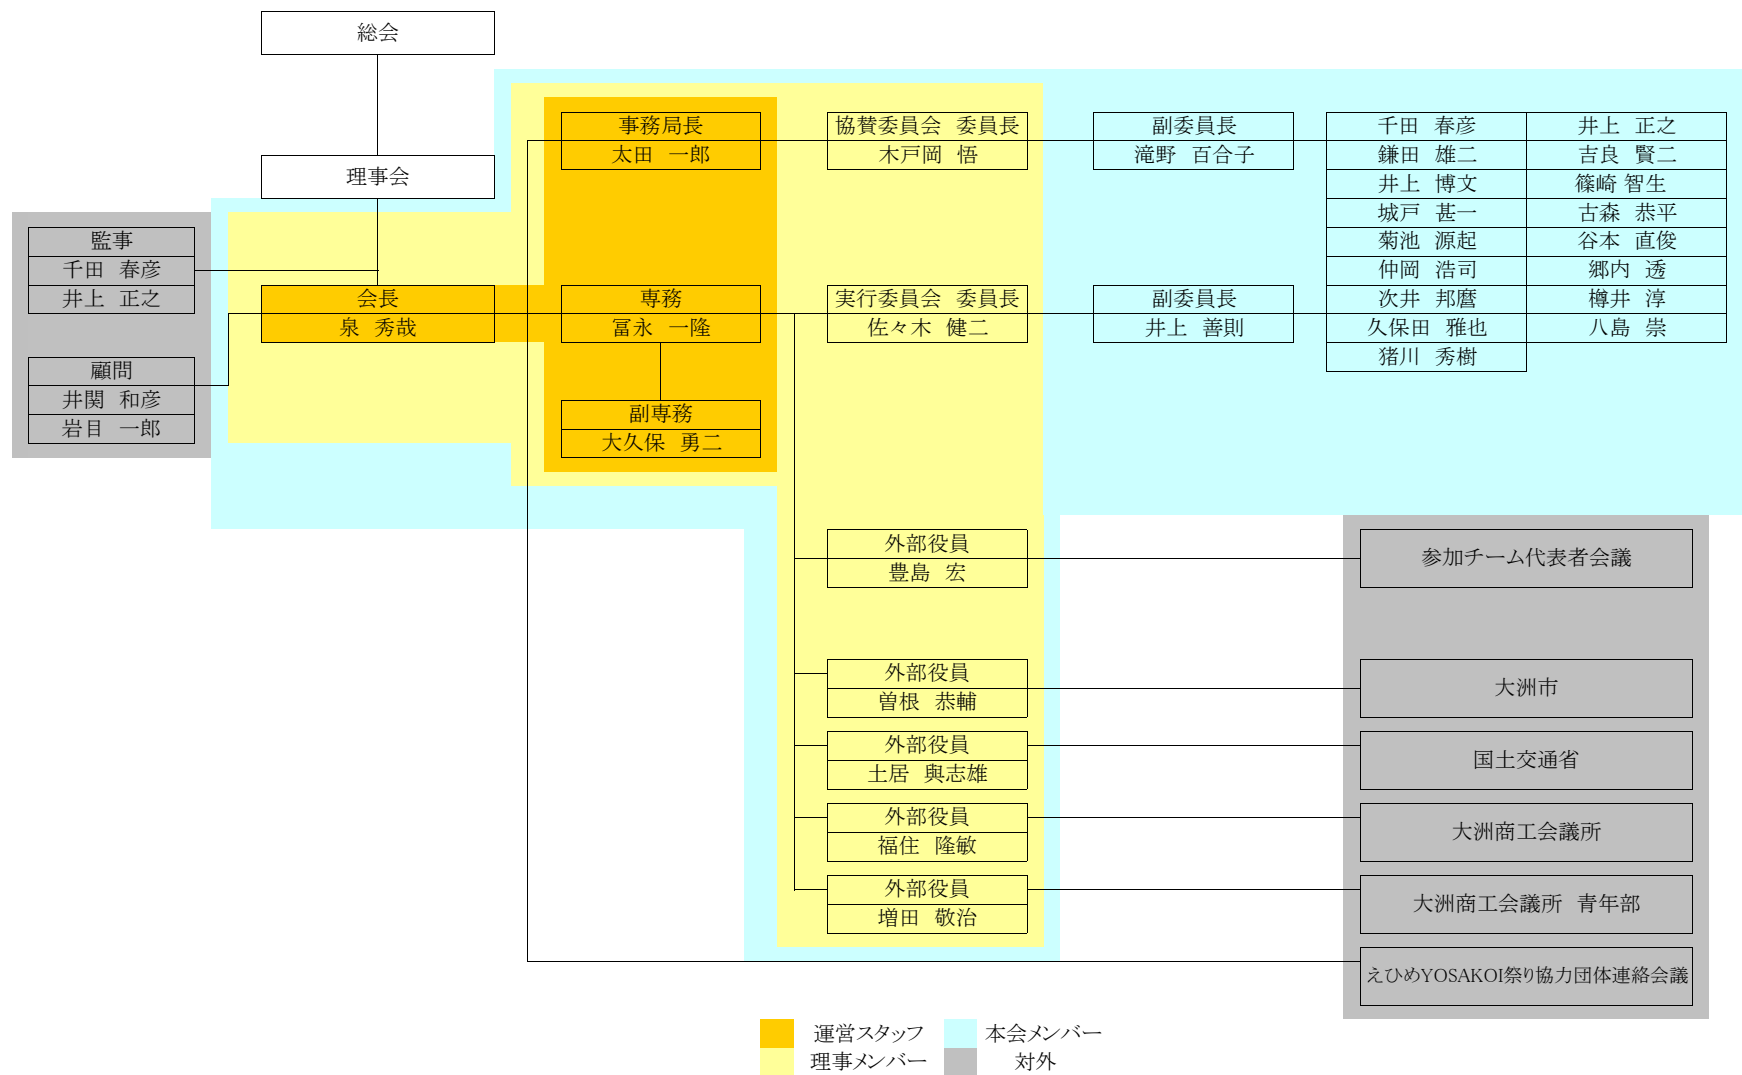 総会
理事会
監事
千田 春彦
井上 正之
顧問
井関 和彦
岩目 一郎
会長
泉 秀哉
事務局長
太田 一郎
専務
冨永 一隆
副専務
大久保 勇二
協賛委員会 委員長
木戸岡 悟
実行委員会 委員長
佐々木 健二
副委員長
滝野 百合子
副委員長
井上 善則
千田 春彦 井上 正之
鎌田 雄二 吉良 賢二
井上 博文 篠崎 智生
城戸 甚一 古森 恭平
菊池 源起 谷本 直俊
仲岡 浩司 郷内 透
次井 邦麿 樽井 淳
久保田 雅也 八島 崇
猪川 秀樹
外部役員
豊島 宏
参加チーム代表者会議
外部役員
曽根 恭輔
大洲市
外部役員
土居 與志雄
国土交通省
外部役員
福住 隆敏
大洲商工会議所
外部役員
増田 敬治
大洲商工会議所 青年部
えひめYOSAKOI祭り協力団体連絡会議
運営スタッフ 本会メンバー
理事メンバー 対外